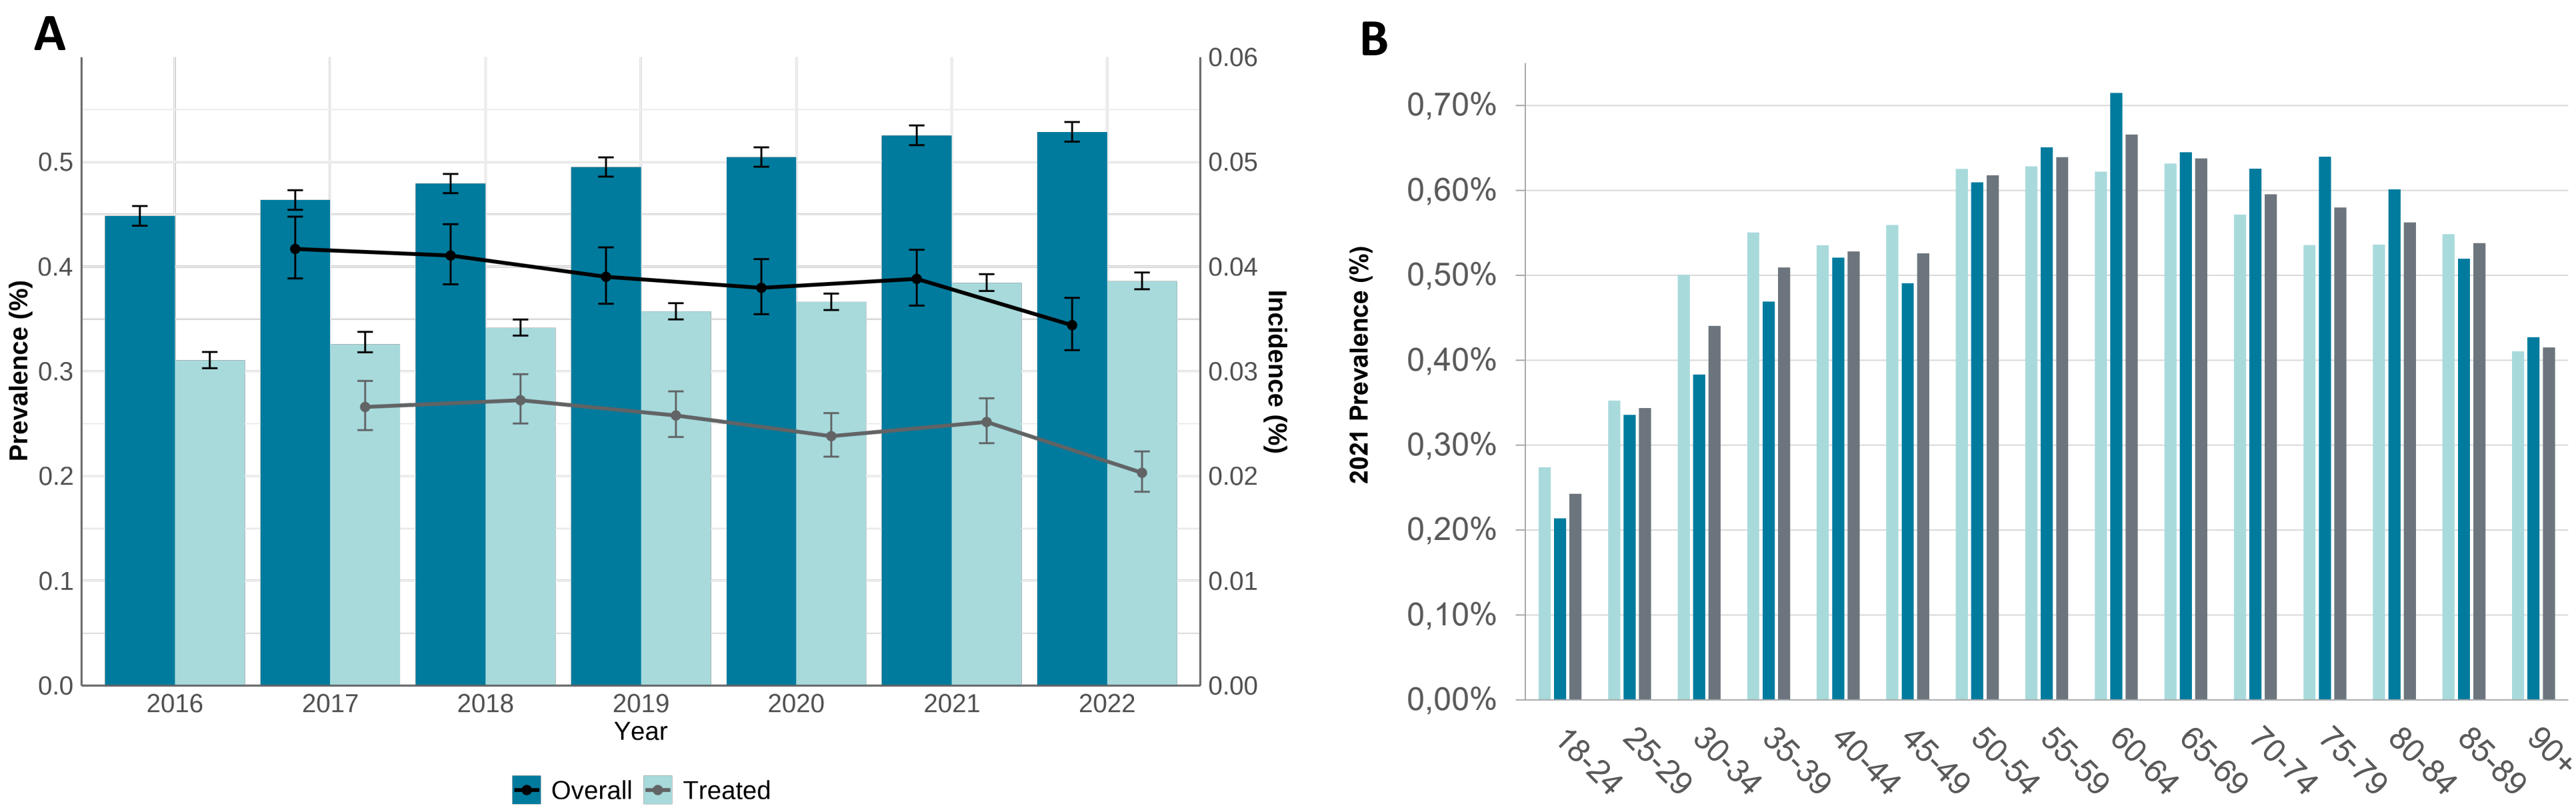 A
0.06
0.5
0.05
0.4
0.04
0.3
0.03
0.2
0.02
0.1
0.01
0.0
0.00
Prevalence (%)
Incidence (%)
2016 2017 2018 2019 2020 2021 2022
Year
Overall Treated
B
0,70%
0,60%
0,50%
0,40%
0,30%
0,20%
0,10%
0,00%
2021 Prevalence (%)
18-24 25-29 30-34 35-39 40-44 45-49 50-54 55-59 60-64 65-69 70-74 75-79 80-84 85-89 90+